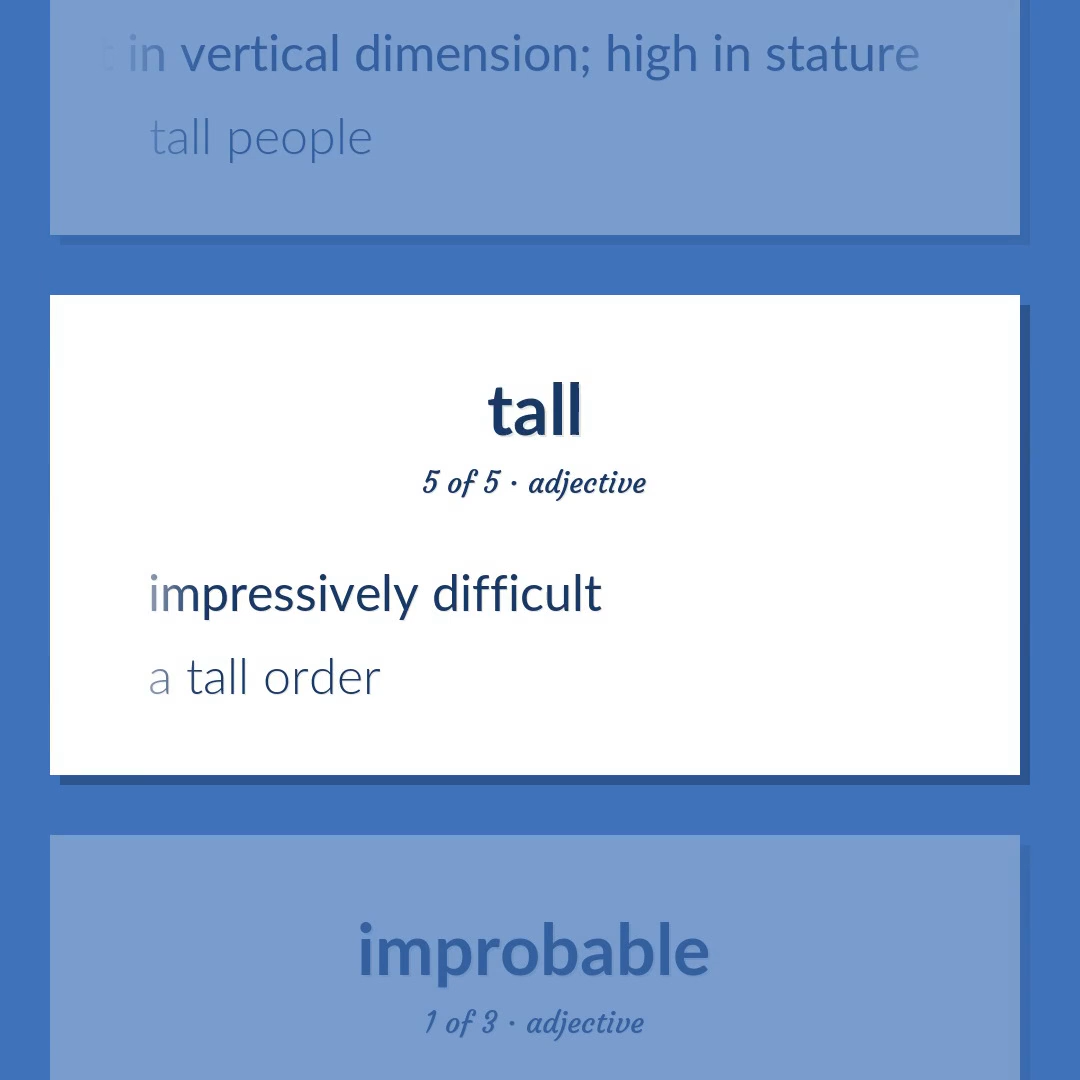 in vertical dimension; high in stature
tall people
tall
5 of 5 · adjective
impressively difficult
a tall order
improbable
1 of 3 · adjective